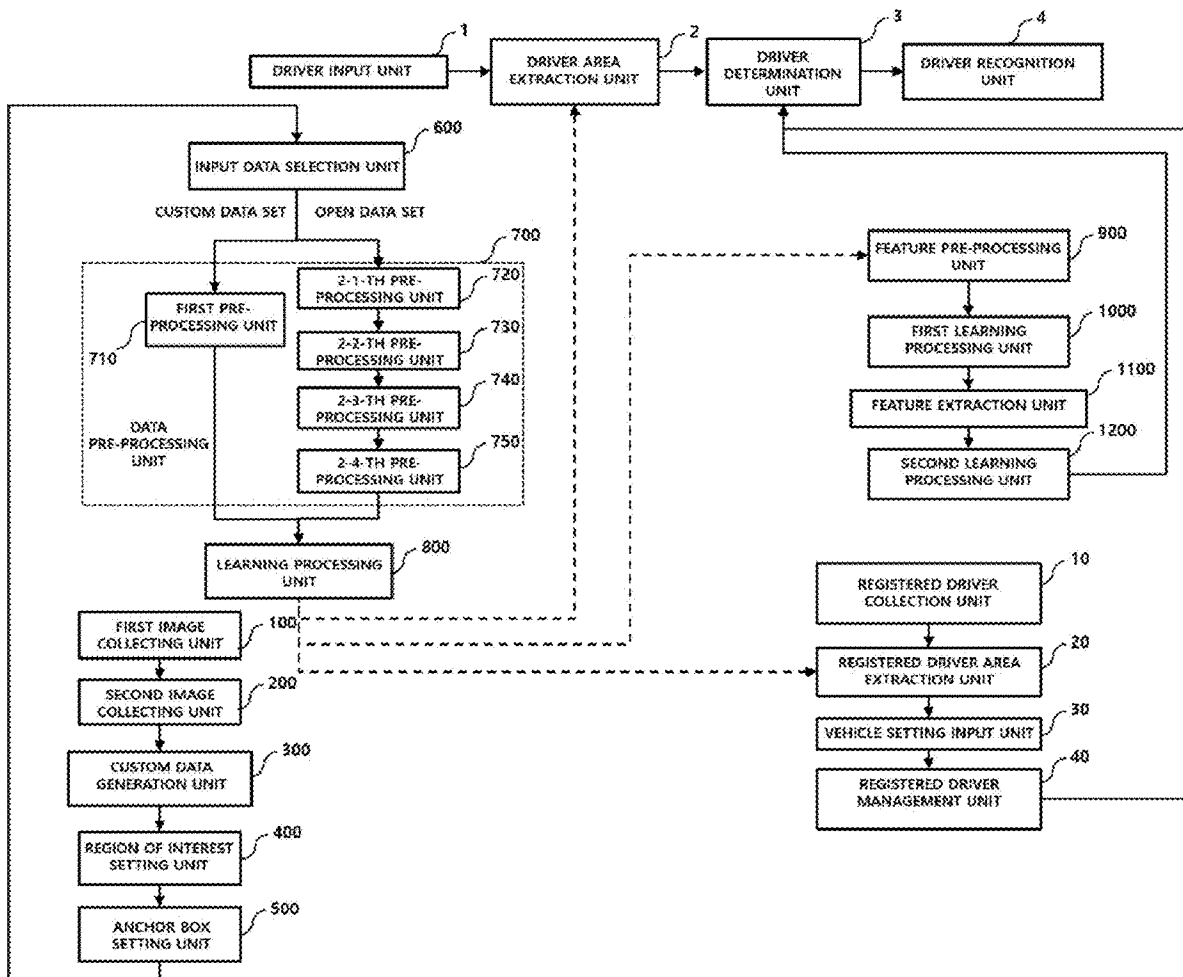 1
DRIVER INPUT UNIT
2
DRIVER AREA
EXTRACTION UNIT
3
DRIVER
DETERMINATION
UNIT
4
DRIVER RECOGNITION
UNIT
600
INPUT DATA SELECTION UNIT
CUSTOM DATA SET
OPEN DATA SET
700
710
FIRST PRE-
PROCESSING UNIT
2-1-TH PRE-
PROCESSING UNIT
720
2-2-TH PRE-
PROCESSING UNIT
730
2-3-TH PRE-
PROCESSING UNIT
740
2-4-TH PRE-
PROCESSING UNIT
750
DATA
PRE-PROCESSING
UNIT
LEARNING PROCESSING
UNIT
800
FIRST IMAGE
COLLECTING UNIT
100
SECOND IMAGE
COLLECTING UNIT
200
CUSTOM DATA
GENERATION UNIT
300
REGION OF INTEREST
SETTING UNIT
400
ANCHOR BOX
SETTING UNIT
500
FEATURE PRE-PROCESSING
UNIT
900
FIRST LEARNING
PROCESSING UNIT
1000
FEATURE EXTRACTION UNIT
1100
SECOND LEARNING
PROCESSING UNIT
1200
REGISTERED DRIVER
COLLECTION UNIT
10
REGISTERED DRIVER AREA
EXTRACTION UNIT
20
VEHICLE SETTING INPUT UNIT
30
REGISTERED DRIVER
MANAGEMENT UNIT
40